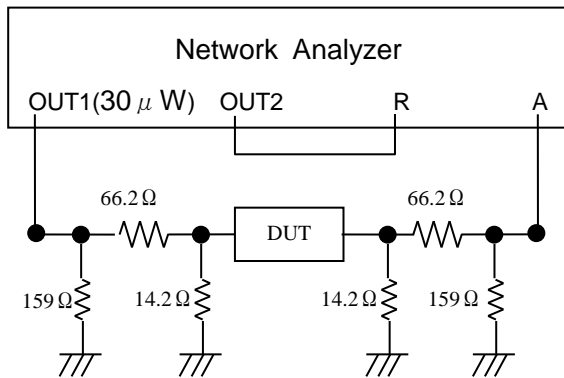 Network Analyzer
OUT1(30 μ W) OUT2 R A
66.2 Ω 66.2 Ω
DUT
159 Ω 14.2 Ω 14.2 Ω 159 Ω